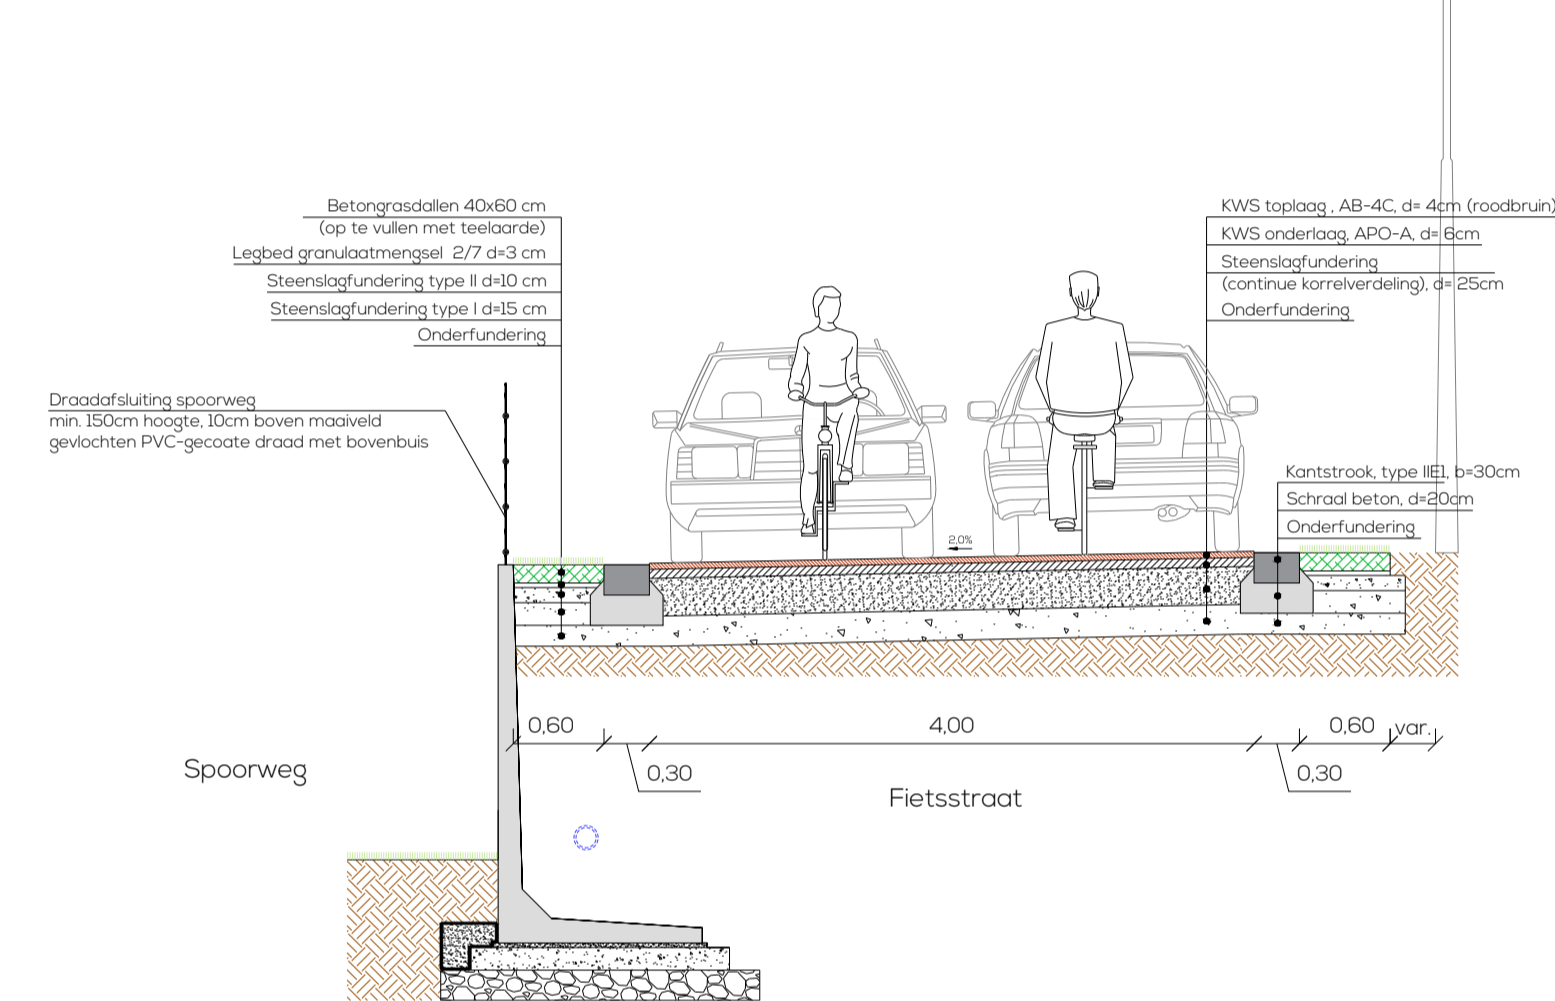 Betongrasdallen 40x60 cm
(op te vullen met teelaarde)
Legbed granulaatmengsel 2/7 d=3 cm
Steenslagfundering type II d=10 cm
Steenslagfundering type I d=15 cm
Onderfundering
Draadafsluiting spoorweg
min. 150cm hoogte, 10cm boven maaiveld
gevlochten PVC-gecoate draad met bovenbuis
KWS toplaag , AB-4C, d= 4cm (roodbruin)
KWS onderlaag, APO-A, d= 6cm
Steenslagfundering
(continue korrelverdeling), d= 25cm
Onderfundering
Kantstrook, type IIE1, b=30cm
Schraal beton, d=20cm
Onderfundering
2,0%
0,60
4,00
0,60
var.
0,30
0,30
Spoorweg
Fietsstraat